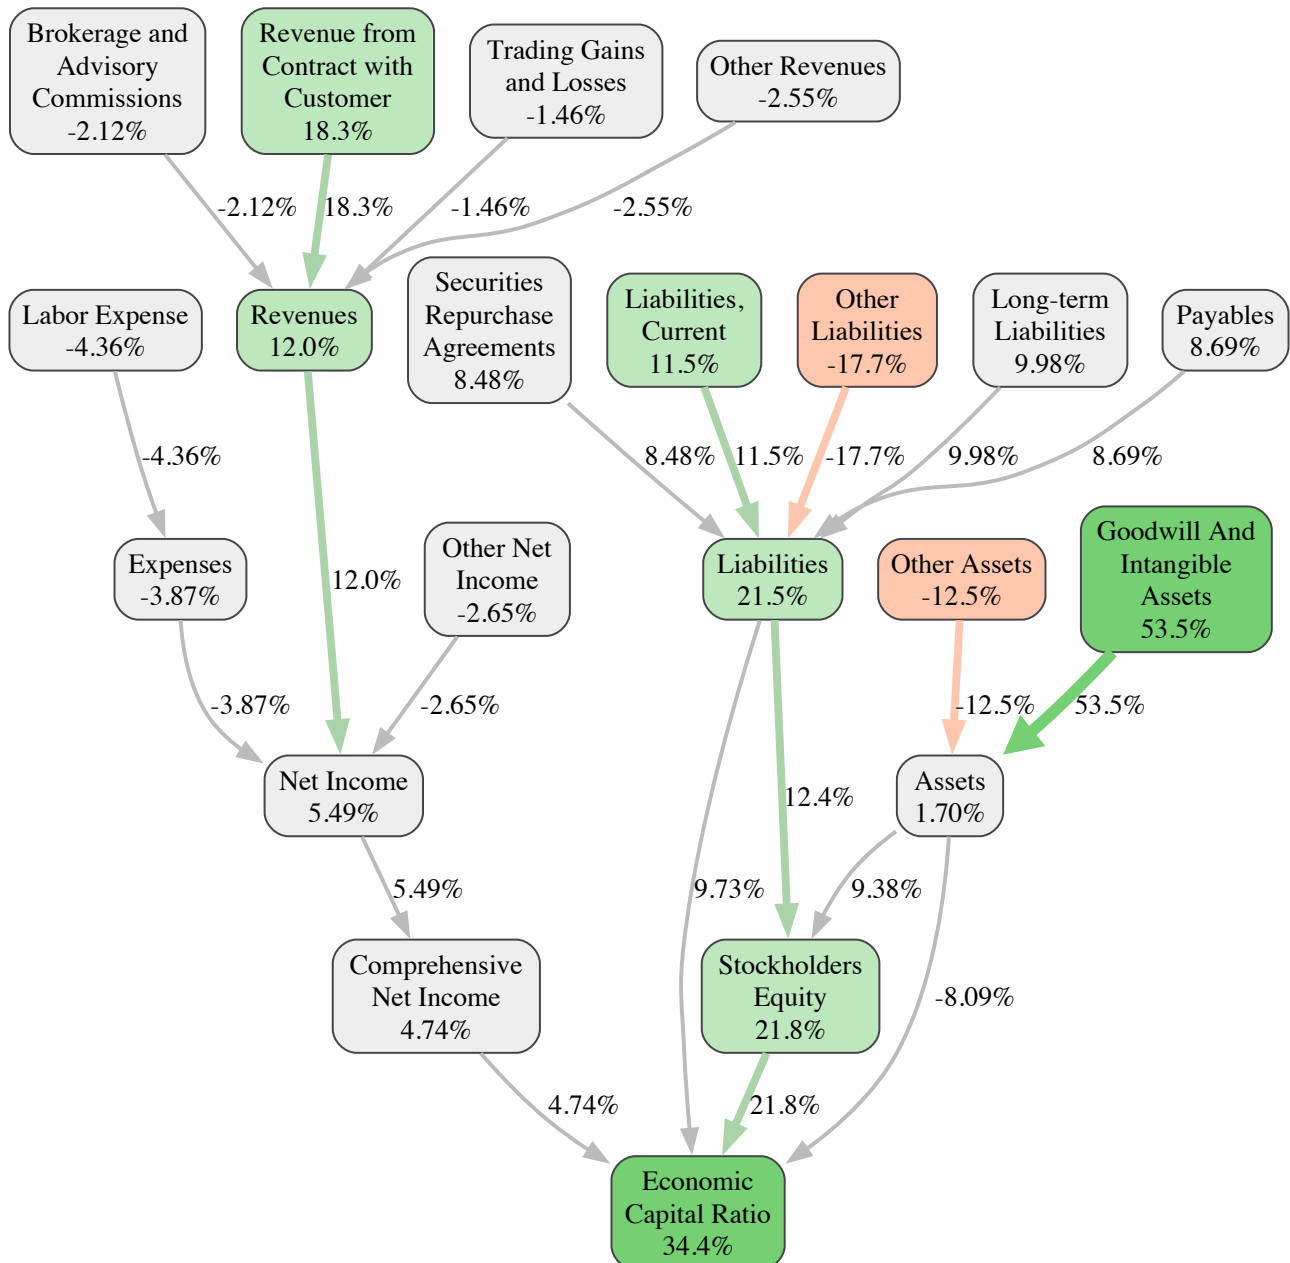 Brokerage and
Advisory
Commissions
-2.12%
Revenue from
Contract with
Customer
18.3%
Trading Gains
and Losses
-1.46%
Other Revenues
-2.55%
-2.12%
18.3%
-1.46%
-2.55%
Labor Expense
-4.36%
Revenues
12.0%
Securities
Repurchase
Agreements
8.48%
Liabilities,
Current
11.5%
Other
Liabilities
-17.7%
Long-term
Liabilities
9.98%
Payables
8.69%
-4.36%
8.48%
11.5%
-17.7%
9.98%
8.69%
Expenses
-3.87%
12.0%
Other Net
Income
-2.65%
Liabilities
21.5%
Other Assets
-12.5%
Goodwill And
Intangible
Assets
53.5%
-3.87%
-2.65%
-12.5%
53.5%
Net Income
5.49%
12.4%
Assets
1.70%
5.49%
9.73%
9.38%
Comprehensive
Net Income
4.74%
Stockholders
Equity
21.8%
-8.09%
4.74%
21.8%
Economic
Capital Ratio
34.4%